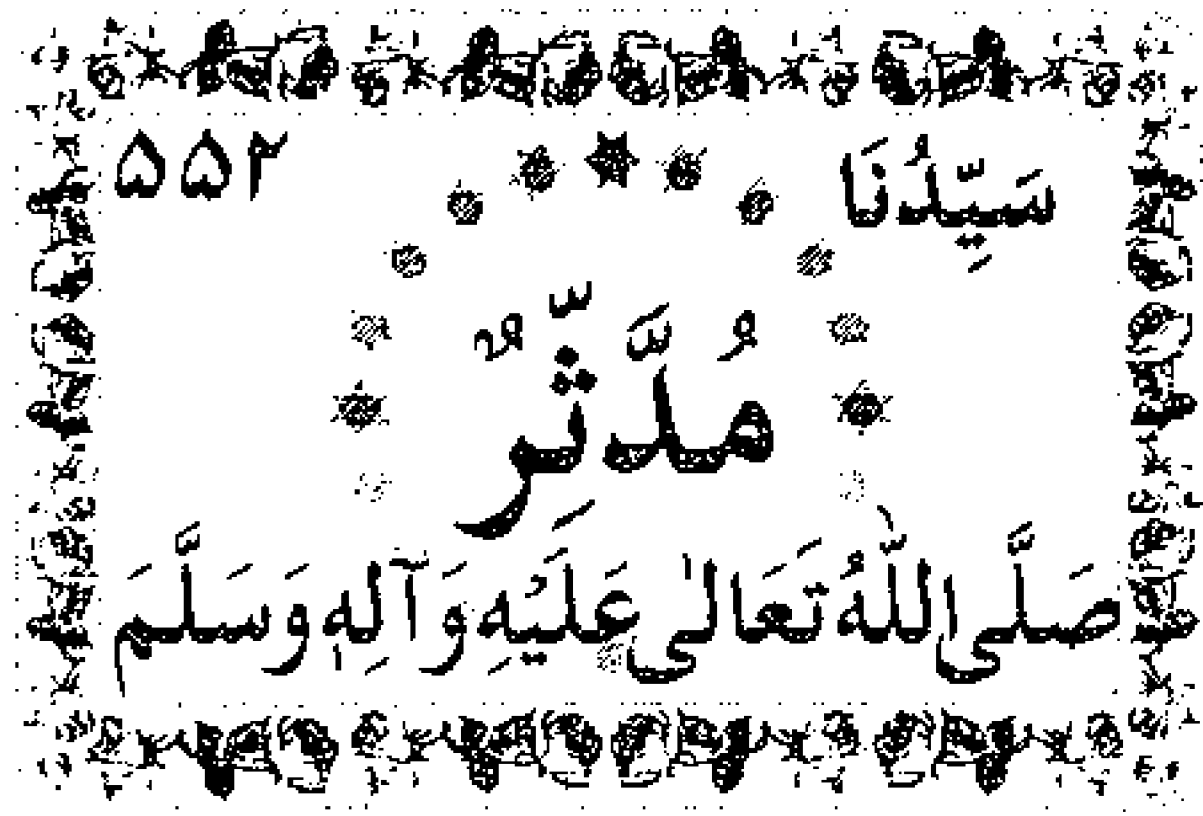 سَيِّدُنَا ۵۵۲
مُدَّثِّرٌ
صَلَّى اللّٰهُ تَعَالٰى عَلَيْهِ وَآلِهٖ وَسَلَّمَ